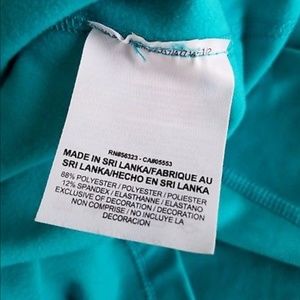 RN#56323 - CA#05553
MADE IN SRI LANKA/FABRIQUE AU
SRI LANKA/HECHO EN SRI LANKA
88% POLYESTER / POLYESTER / POLIESTER
12% SPANDEX / ELASTHANNE / ELASTANO
EXCLUSIVE OF DECORATION / DECORATION
NON COMPRISE / NO INCLUYE LA
DECORACION